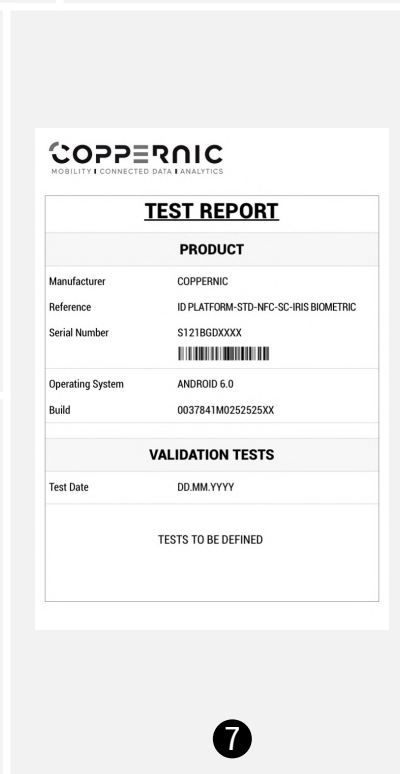 COPPERNIC
MOBILITY I CONNECTED DATA I ANALYTICS
TEST REPORT
PRODUCT
Manufacturer COPPERNIC
Reference ID PLATFORM-STD-NFC-SC-IRIS BIOMETRIC
Serial Number S121BGDXXXX
Operating System ANDROID 6.0
Build 0037841M0252525XX
VALIDATION TESTS
Test Date DD.MM.YYYY
TESTS TO BE DEFINED
7